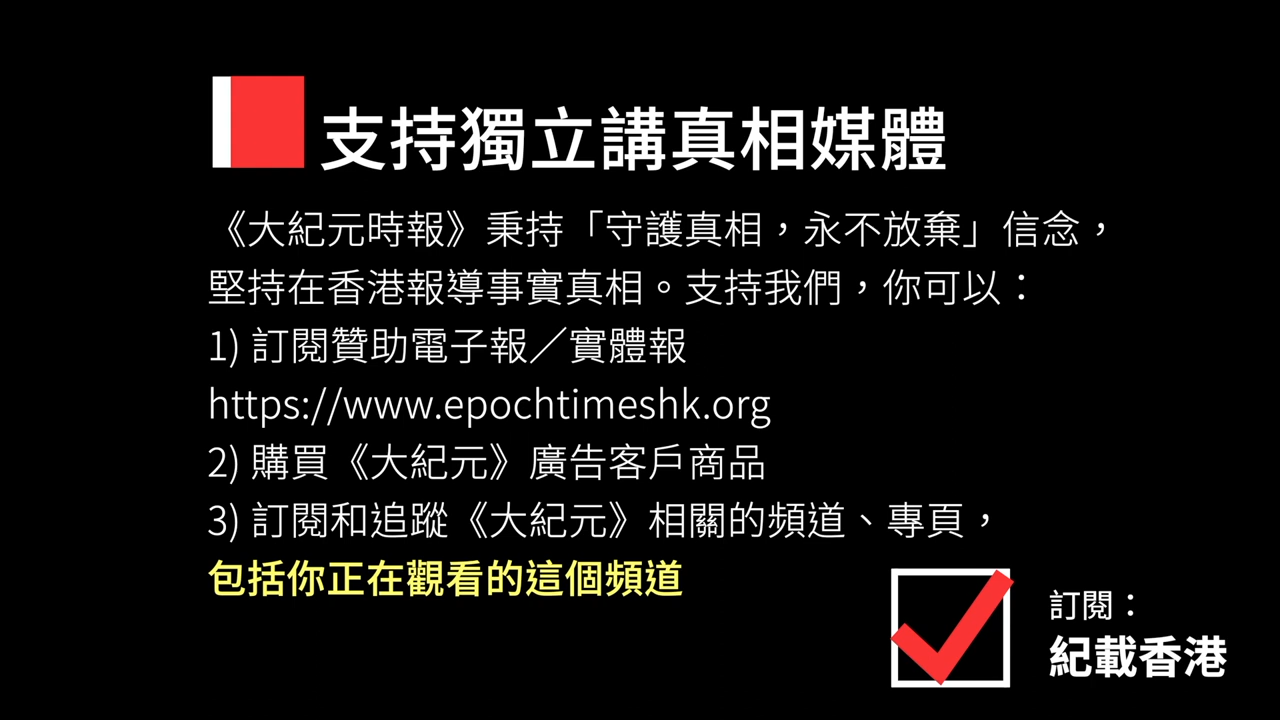 支持獨立講真相媒體
《大紀元時報》秉持「守護真相，永不放棄」信念，
堅持在香港報導事實真相。支持我們，你可以：
1) 訂閱贊助電子報／實體報
https://www.epochtimeshk.org
2) 購買《大紀元》廣告客戶商品
3) 訂閱和追蹤《大紀元》相關的頻道、專頁，
包括你正在觀看的這個頻道
訂閱：
紀載香港